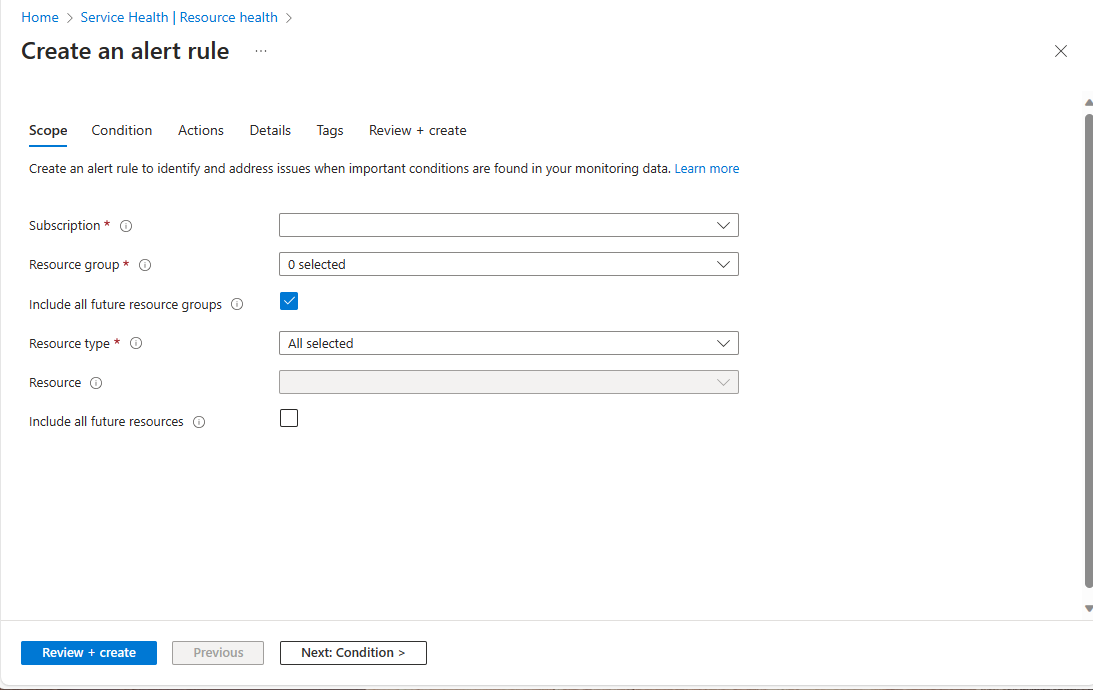 Home > Service Health | Resource health >
Create an alert rule ...
Scope Condition Actions Details Tags Review + create
Create an alert rule to identify and address issues when important conditions are found in your monitoring data. Learn more
Subscription *
Resource group * 0 selected
Include all future resource groups
Resource type * All selected
Resource
Include all future resources
Review + create Previous Next: Condition >